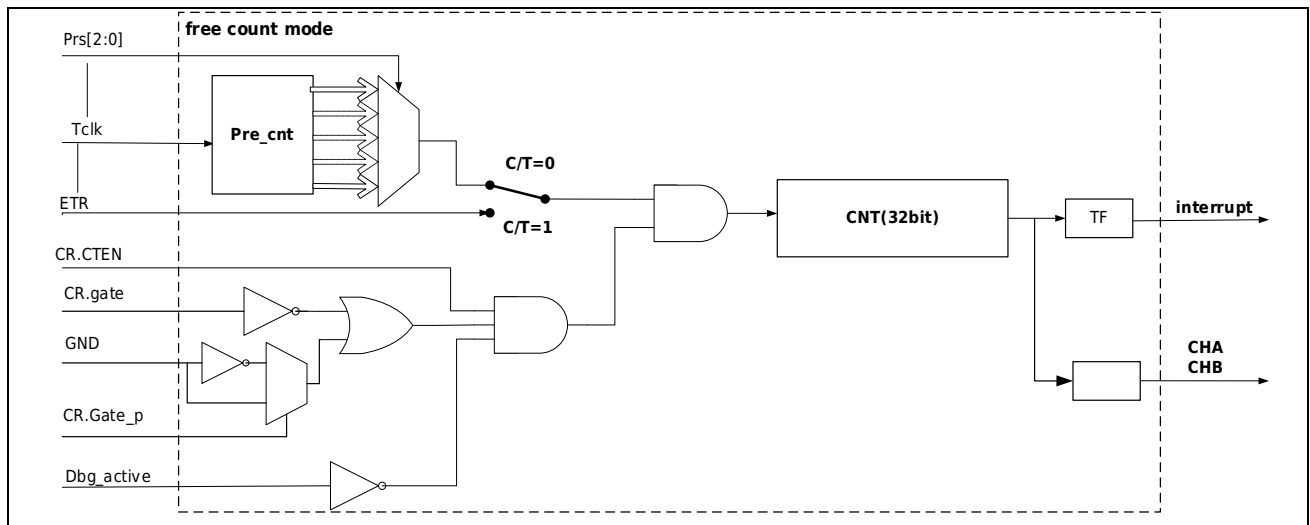 free count mode
Prs[2:0]
Tclk
Pre_cnt
C/T=0
ETR
C/T=1
CNT(32bit)
TF
interrupt
CR.CTEN
CR.gate
GND
CHA
CHB
CR.Gate_p
Dbg_active